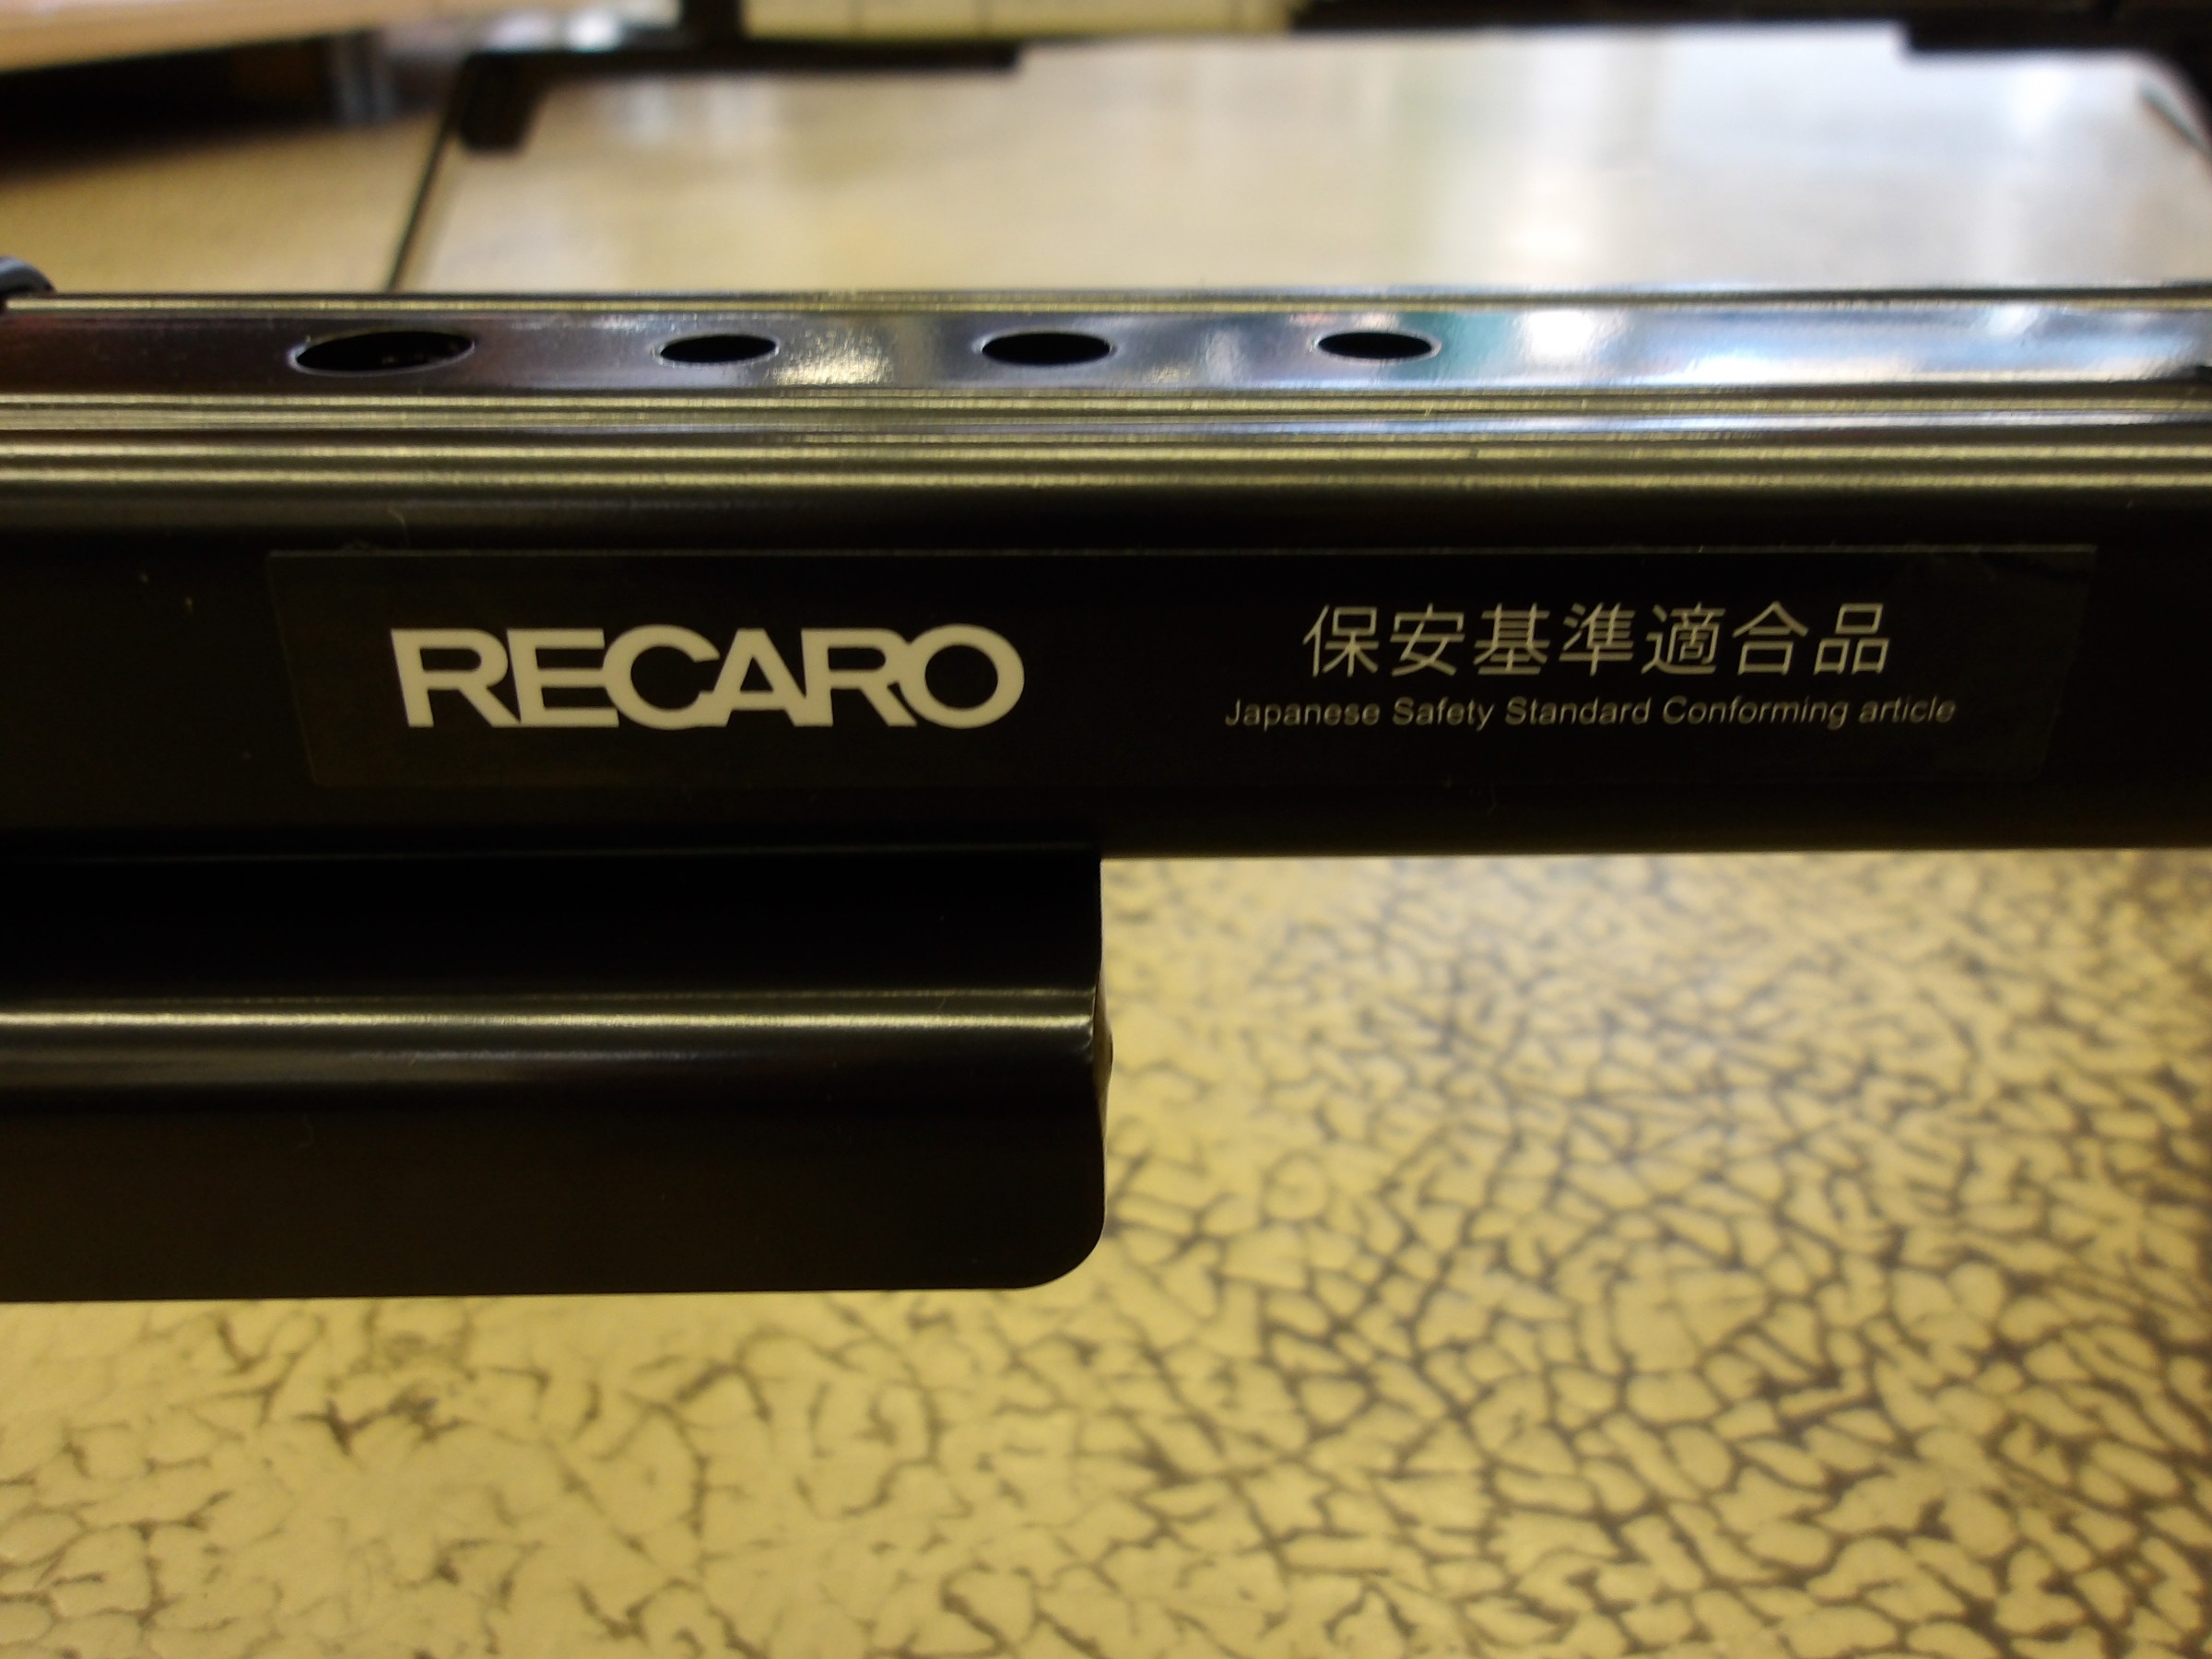 RECARO
保安基準適合品
Japanese Safety Standard Conforming article